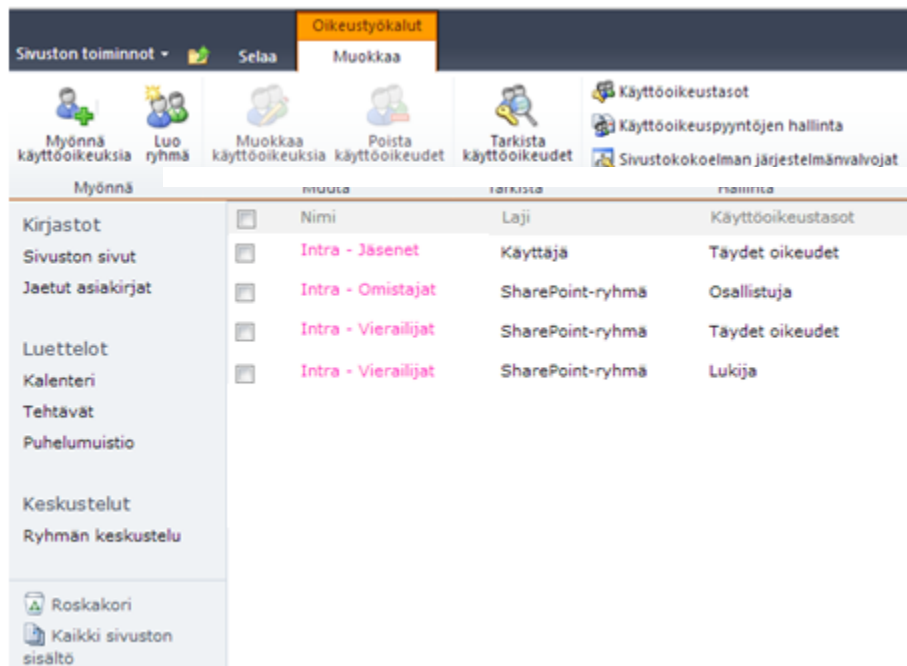 Oikeustyökalut
Sivuston toiminnot Selaa Muokkaa
Myönnä käyttöoikeuksia
Luo ryhmä
Muokkaa käyttöoikeuksia
Poista käyttöoikeudet
Tarkista käyttöoikeudet
Käyttöoikeustasot
Käyttöoikeuspyyntöjen hallinta
Sivustokokoelman järjestelmänvalvojat
Myönnä Muuta Tarkista Hallinta
Kirjastot
Sivuston sivut
Jaetut asiakirjat
Luettelot
Kalenteri
Tehtävät
Puhelumuistio
Keskustelut
Ryhmän keskustelu
Roskakori
Kaikki sivuston
sisältö
Nimi Laji Käyttöoikeustasot
Intra - Jäsenet Käyttäjä Täydet oikeudet
Intra - Omistajat SharePoint-ryhmä Osallistuja
Intra - Vierailijat SharePoint-ryhmä Täydet oikeudet
Intra - Vierailijat SharePoint-ryhmä Lukija